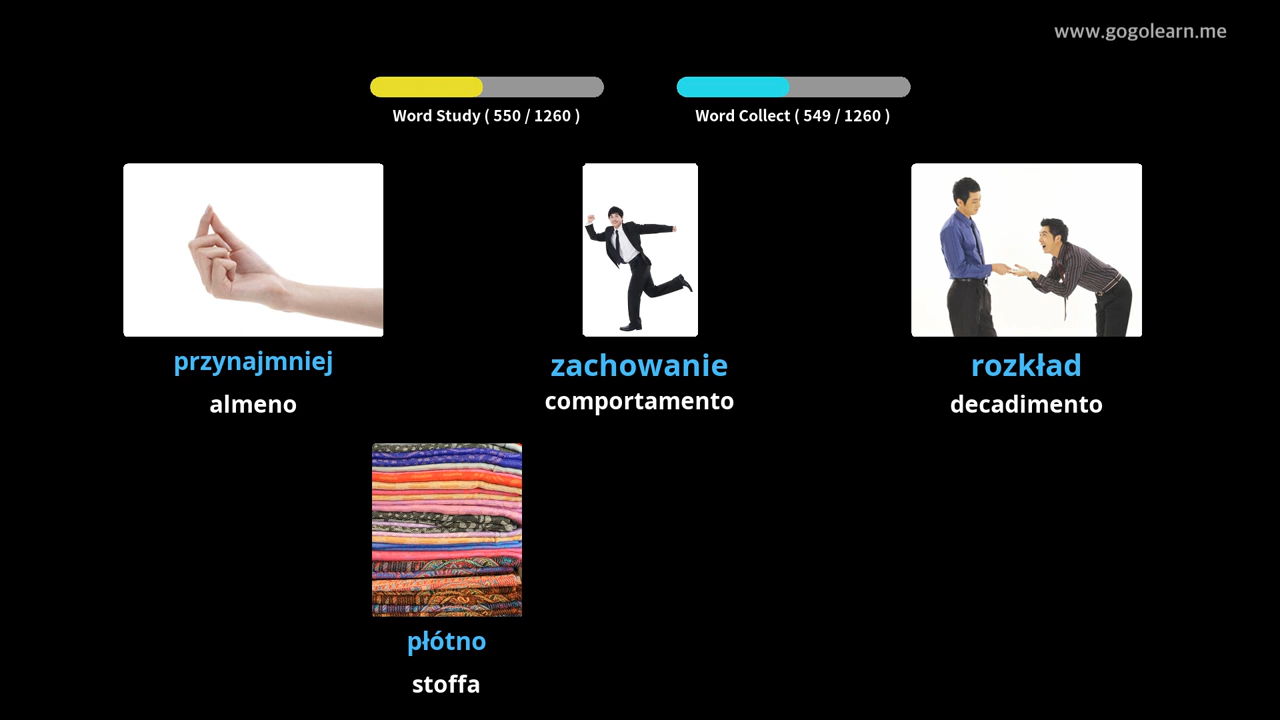 www.gogolearn.me
Word Study ( 550 / 1260 )
Word Collect ( 549 / 1260 )
przynajmniej
almeno
zachowanie
comportamento
rozkład
decadimento
płótno
stoffa